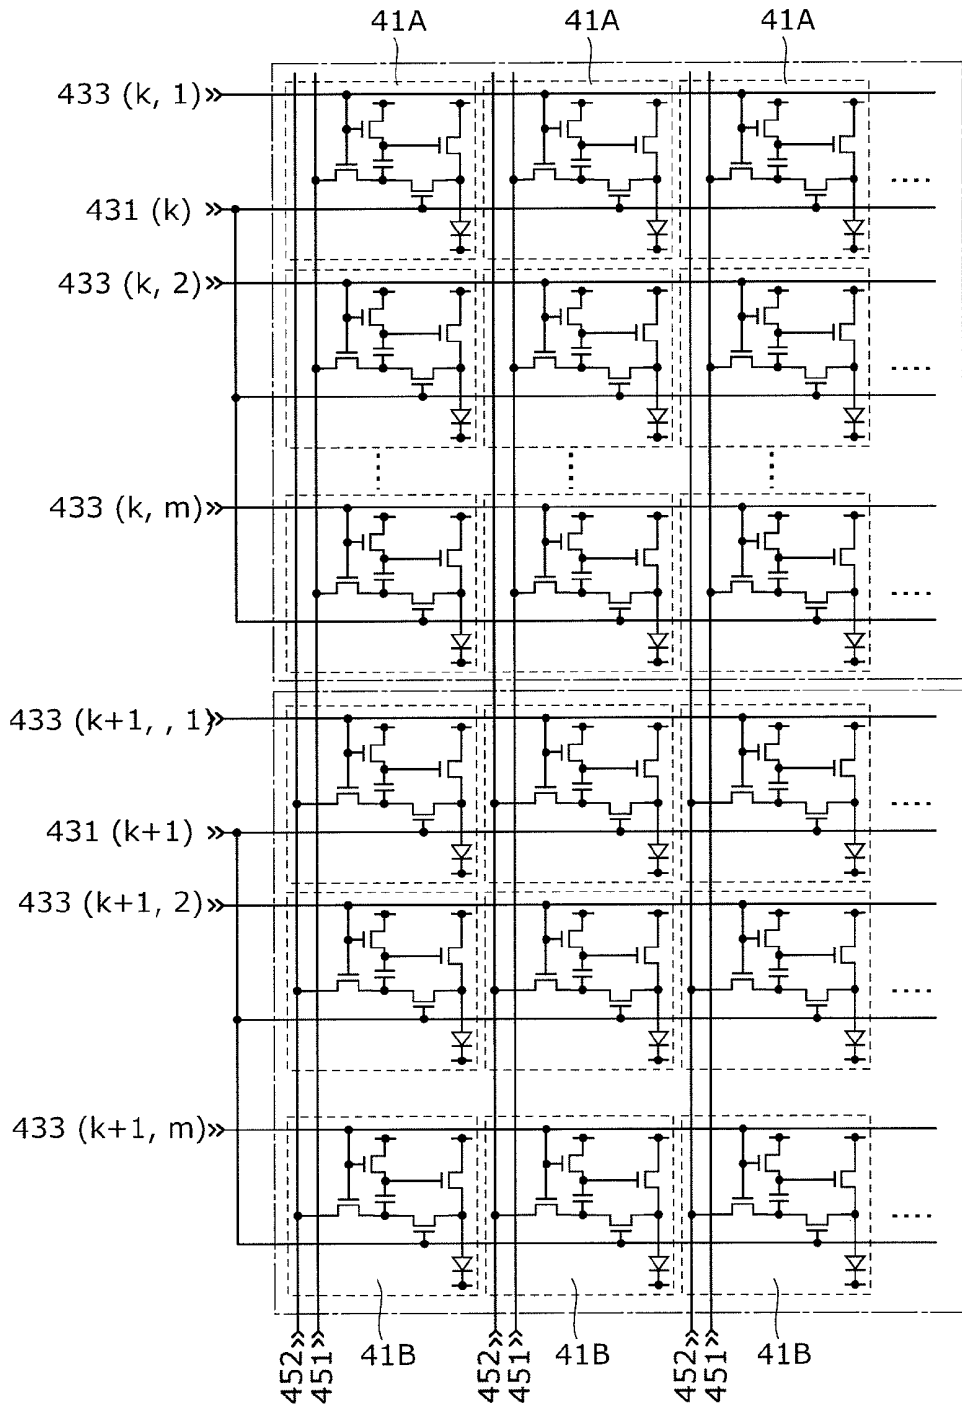 41A 41A 41A
433 (k, 1)
431 (k)
433 (k, 2)
433 (k, m)
433 (k+1, , 1)
431 (k+1)
433 (k+1, 2)
433 (k+1, m)
452 451 41B 452 451 41B 452 451 41B